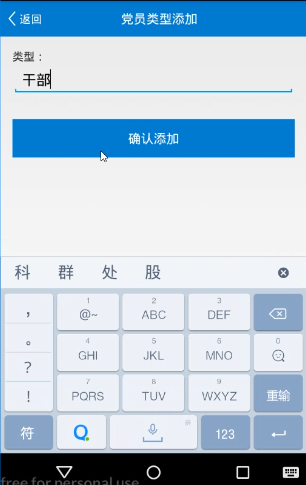 返回 党员类型添加
类型：
干部
确认添加
科 群 处 股
, 1 @~ 2 ABC 3 DEF
。 4 GHI 5 JKL 6 MNO 0
? 7 PQRS 8 TUV 9 WXYZ 重输
!
符 Q 拼 123
free for personal use